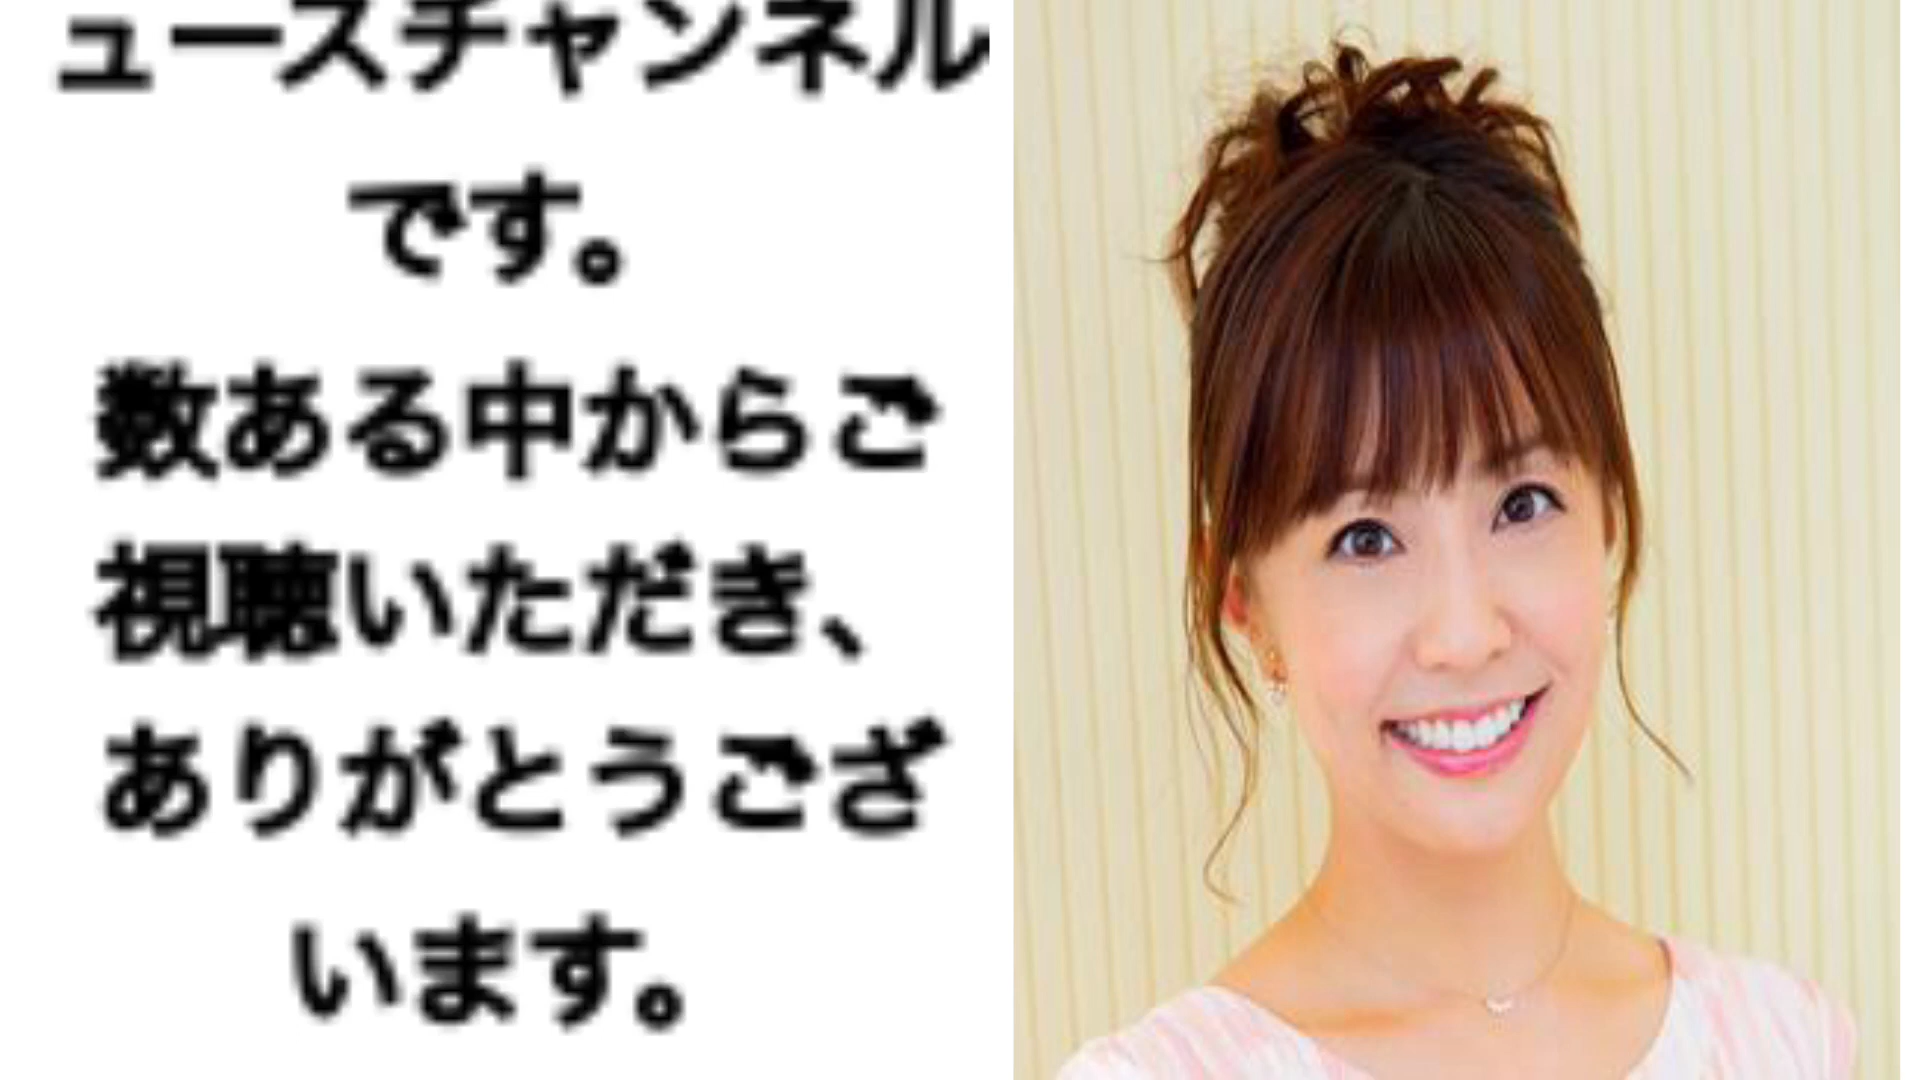 ュースチャンネル
です。
数ある中からご
視聴いただき、
ありがとうござ
います。